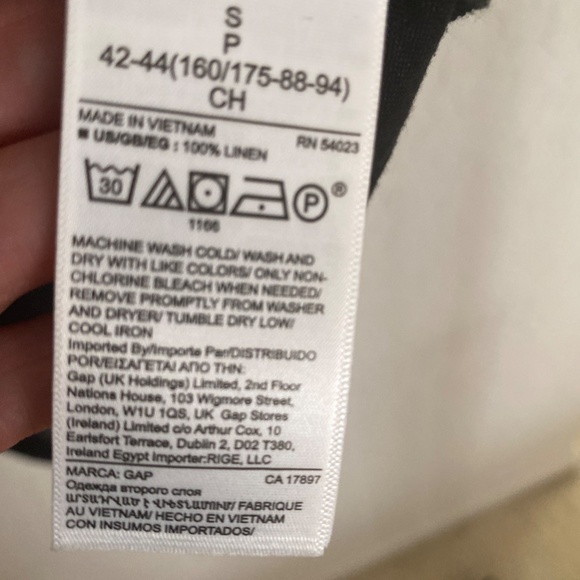 S
P
42-44(160/175-88-94)
CH
MADE IN VIETNAM RN 54023
■ US/GB/EG : 100% LINEN
30 P ®
1166
MACHINE WASH COLD/ WASH AND
DRY WITH LIKE COLORS/ ONLY NON-
CHLORINE BLEACH WHEN NEEDED/
REMOVE PROMPTLY FROM WASHER
AND DRYER/ TUMBLE DRY LOW/
COOL IRON
Imported By/Importe Par/DISTRIBUIDO
POR/ΕΙΣΑΓΕΤΑΙ ΑΠΟ ΤΗΝ:
Gap (UK Holdings) Limited, 2nd Floor
Nations House, 103 Wigmore Street,
London, W1U 1QS, UK Gap Stores
(Ireland) Limited c/o Arthur Cox, 10
Earlsfort Terrace, Dublin 2, D02 T380,
Ireland Egypt Importer:RIGE, LLC
MARCA: GAP CA 17897
Одежда второго слоя
ԱՐՏԱԴՐՎԱԾ Է ՎԻԵՏՆԱՄՈՒՄ/ FABRIQUE
AU VIETNAM/ HECHO EN VIETNAM
CON INSUMOS IMPORTADOS/